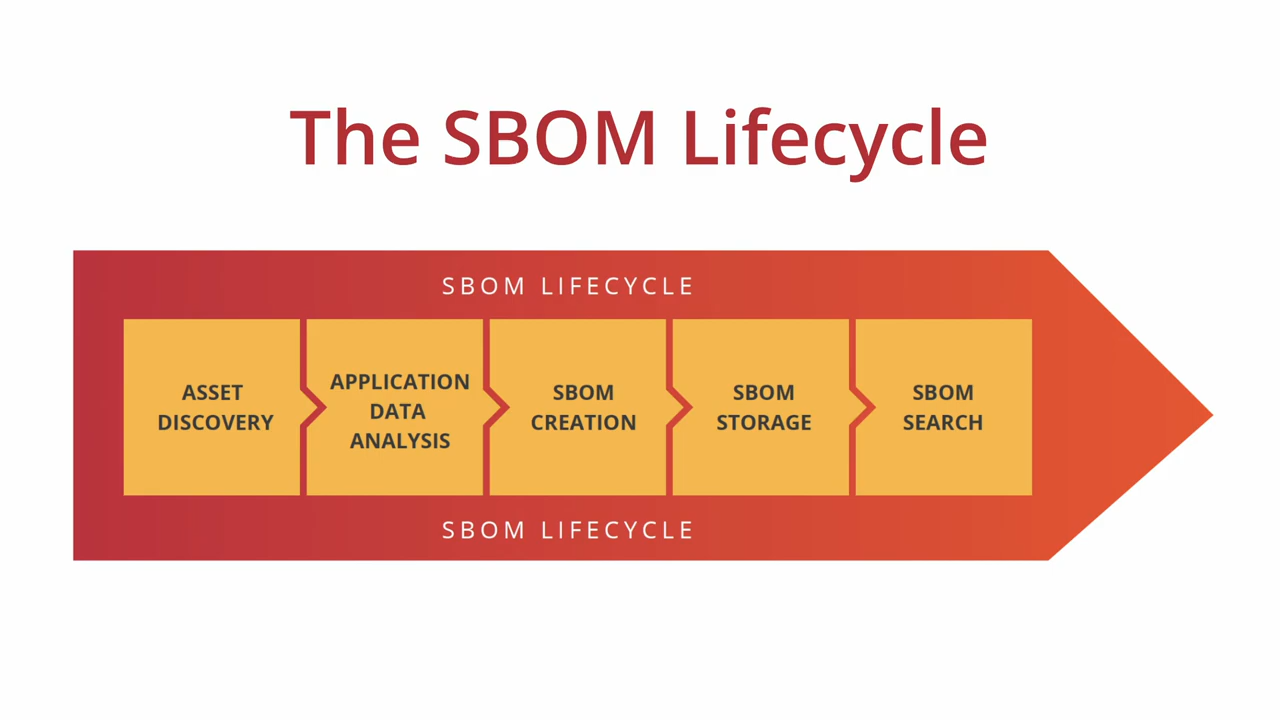 The SBOM Lifecycle
SBOM LIFECYCLE
ASSET
DISCOVERY
APPLICATION
DATA
ANALYSIS
SBOM
CREATION
SBOM
STORAGE
SBOM
SEARCH
SBOM LIFECYCLE